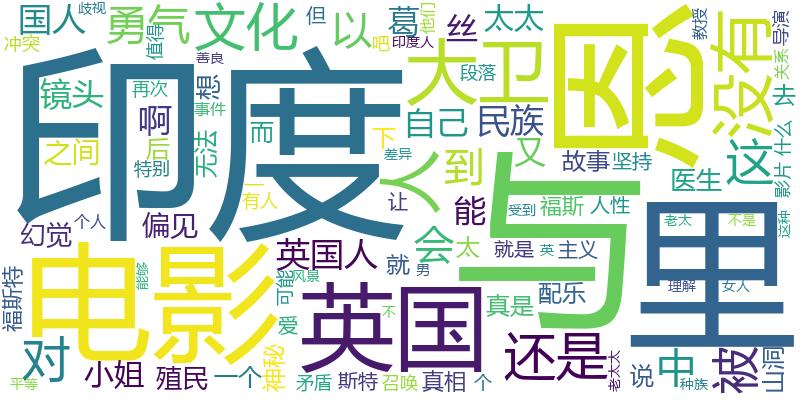 国人
歧视
勇气
文化
但
以
葛
他们
丝
太太
没有
教授
导演
冲突
善良
值得
吧
印度人
关系
印度
恩
镜头
再次
想
大卫
段落
去
啊
事件
自己
民族
这
什么
之间
后
特别
无法
而
下
差异
人
到
又
故事
坚持
医生
影片
一
有人
让
能
受到
福斯
人性
与
里
老太
不是
这种
幻觉
个人
偏见
英国人
就
会
太
就是
英
主义
理解
女人
福斯特
电影
能够
可能
风景
男
爱
英国
不
真是
配乐
对
小姐
殖民
一个
神秘
矛盾
斯特
召唤
真相
个
还是
老太太
说
中
种族
被
山洞
平等